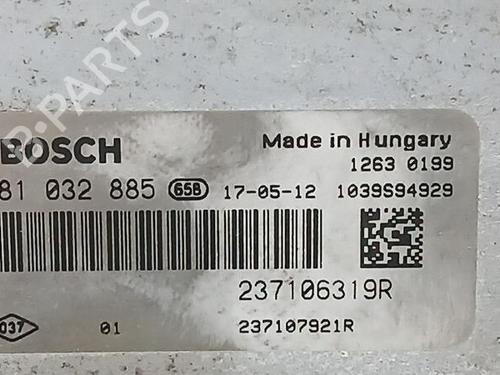 B-PARTS
BOSCH
Made in Hungary
1263 0199
81 032 885 658 17-05-12 1039S94929
237106319R
037 01 237107921R